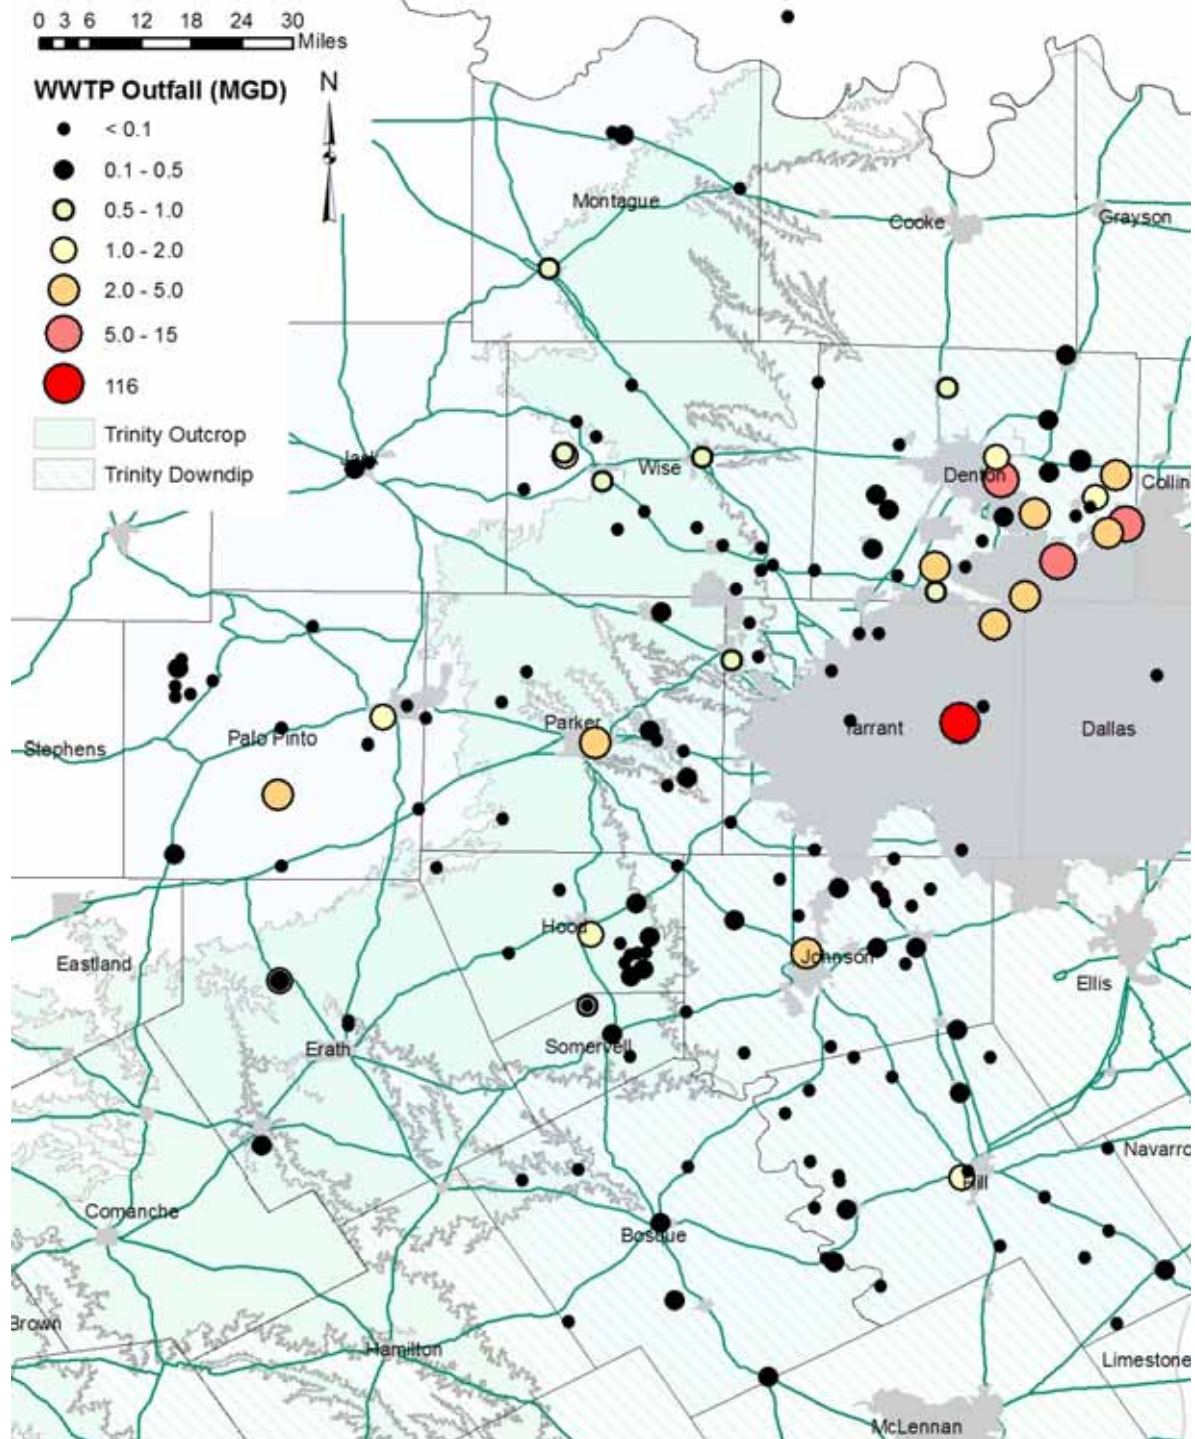 0 3 6 12 18 24 30
Miles
WWTP Outfall (MGD)
N
< 0.1
0.1 - 0.5
0.5 - 1.0
1.0 - 2.0
2.0 - 5.0
5.0 - 15
116
Trinity Outcrop
Trinity Downdip
Montague
Cooke
Grayson
Jack
Wise
Denton
Collin
Stephens
Palo Pinto
Parker
Tarrant
Dallas
Eastland
Hood
Johnson
Ellis
Erath
Somervell
Navarro
Hill
Comanche
Bosque
Brown
Hamilton
Limestone
McLennan